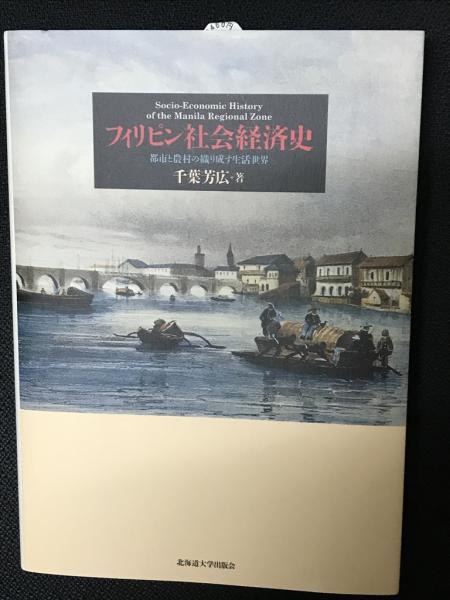 Socio-Economic History
of the Manila Regional Zone
フィリピン社会経済史
都市と農村の織り成す生活世界
千葉芳広・著
北海道大学出版会